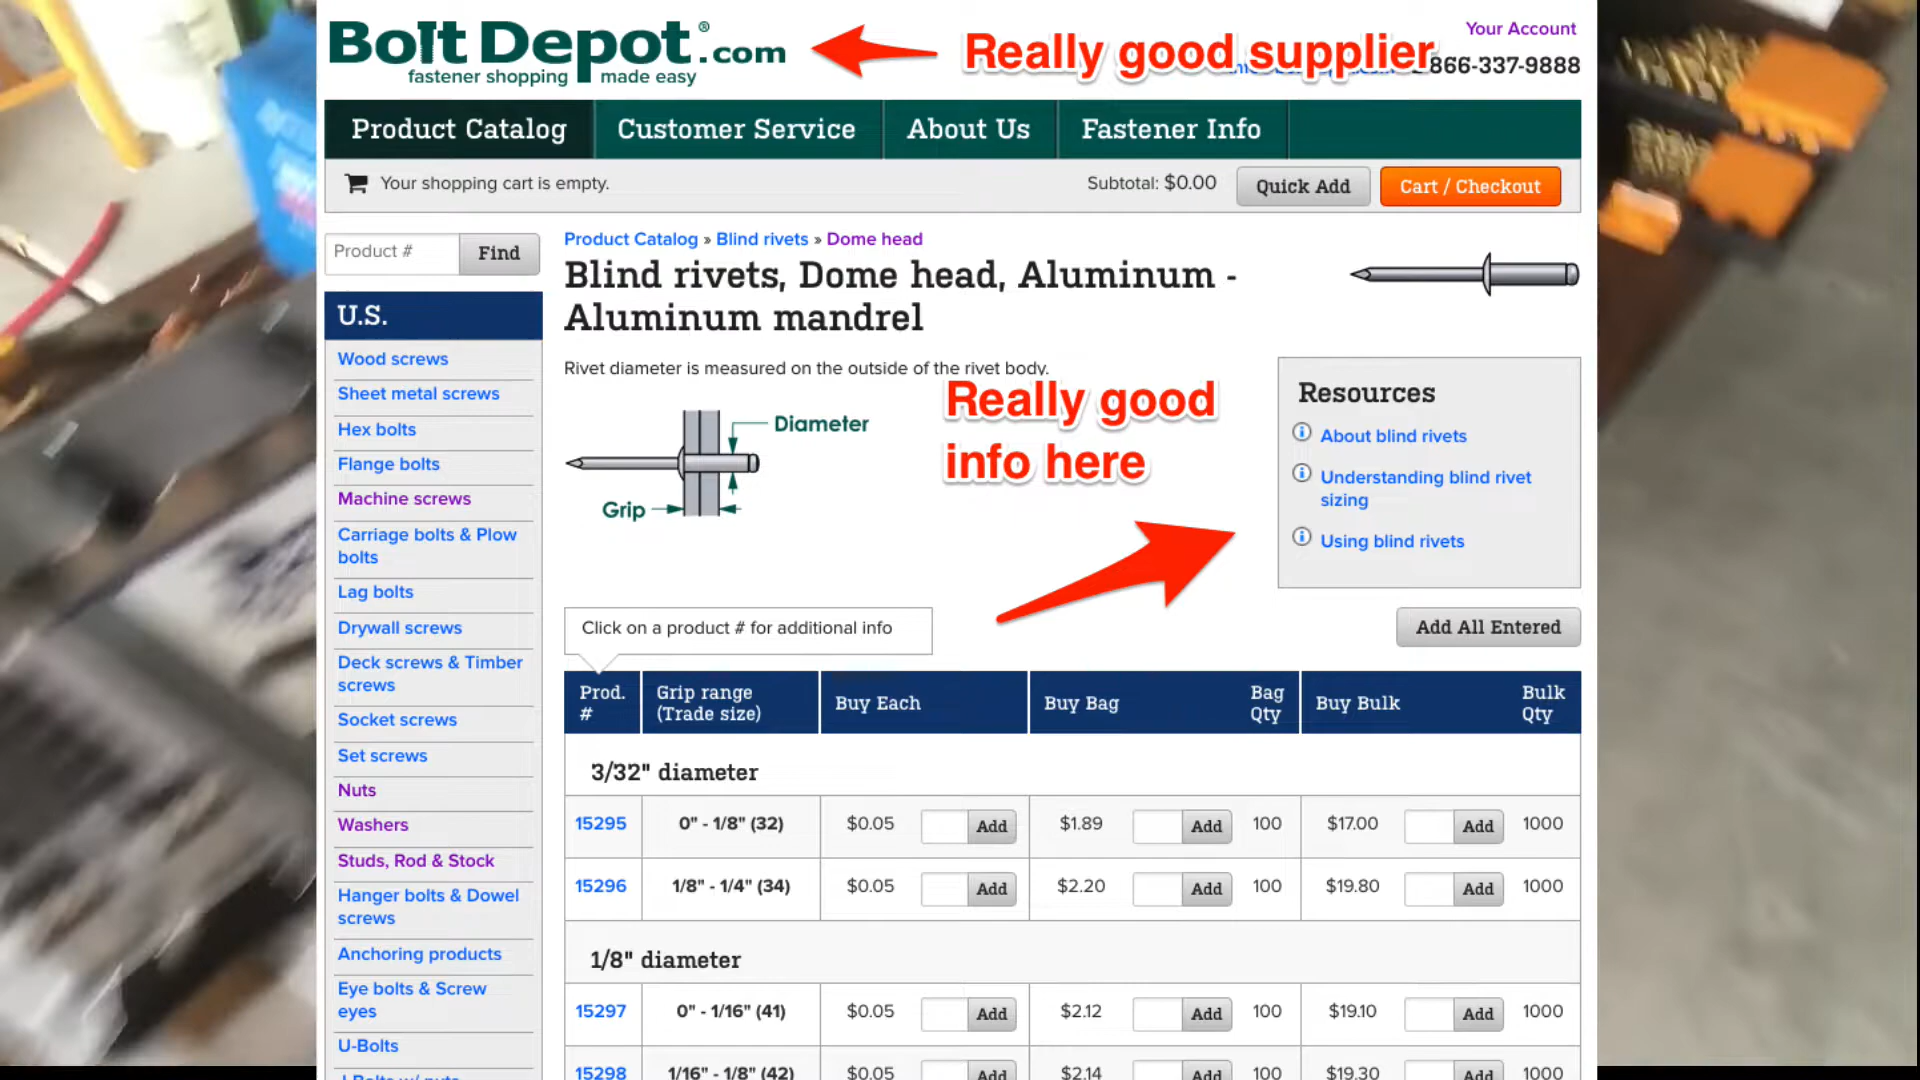 Bolt Depot®.com
fastener shopping made easy
Really good supplier
Your Account
866-337-9888
Product Catalog
Customer Service
About Us
Fastener Info
Your shopping cart is empty.
Subtotal: $0.00
Quick Add
Cart / Checkout
Product #
Find
Product Catalog » Blind rivets » Dome head
Blind rivets, Dome head, Aluminum -
Aluminum mandrel
Rivet diameter is measured on the outside of the rivet body.
Diameter
Grip
Really good
info here
Resources
About blind rivets
Understanding blind rivet
sizing
Using blind rivets
U.S.
Wood screws
Sheet metal screws
Hex bolts
Flange bolts
Machine screws
Carriage bolts & Plow
bolts
Lag bolts
Drywall screws
Deck screws & Timber
screws
Socket screws
Set screws
Nuts
Washers
Studs, Rod & Stock
Hanger bolts & Dowel
screws
Anchoring products
Eye bolts & Screw
eyes
U-Bolts
Click on a product # for additional info
Add All Entered
Prod.
#
Grip range
(Trade size)
Buy Each
Buy Bag
Bag
Qty
Buy Bulk
Bulk
Qty
3/32" diameter
15295 0" - 1/8" (32) $0.05 Add $1.89 Add 100 $17.00 Add 1000
15296 1/8" - 1/4" (34) $0.05 Add $2.20 Add 100 $19.80 Add 1000
1/8" diameter
15297 0" - 1/16" (41) $0.05 Add $2.12 Add 100 $19.10 Add 1000
15298 1/16" - 1/8" (42) $0.05 Add $2.14 Add 100 $19.30 Add 1000